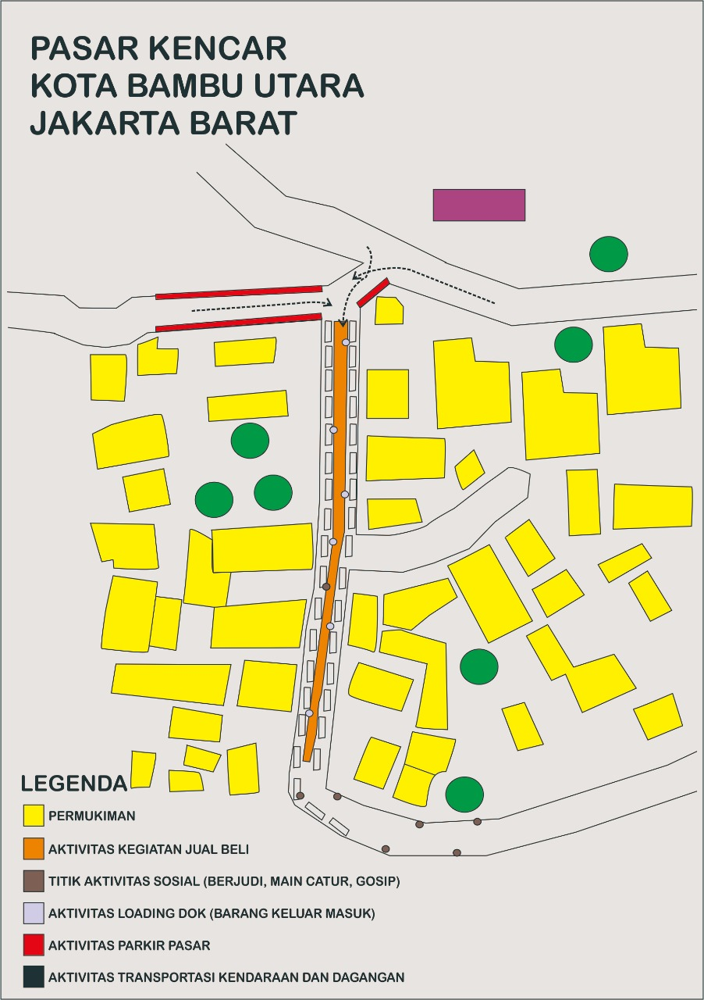 PASAR KENCAR
KOTA BAMBU UTARA
JAKARTA BARAT
LEGENDA
PERMUKIMAN
AKTIVITAS KEGIATAN JUAL BELI
TITIK AKTIVITAS SOSIAL (BERJUDI, MAIN CATUR, GOSIP)
AKTIVITAS LOADING DOK (BARANG KELUAR MASUK)
AKTIVITAS PARKIR PASAR
AKTIVITAS TRANSPORTASI KENDARAAN DAN DAGANGAN